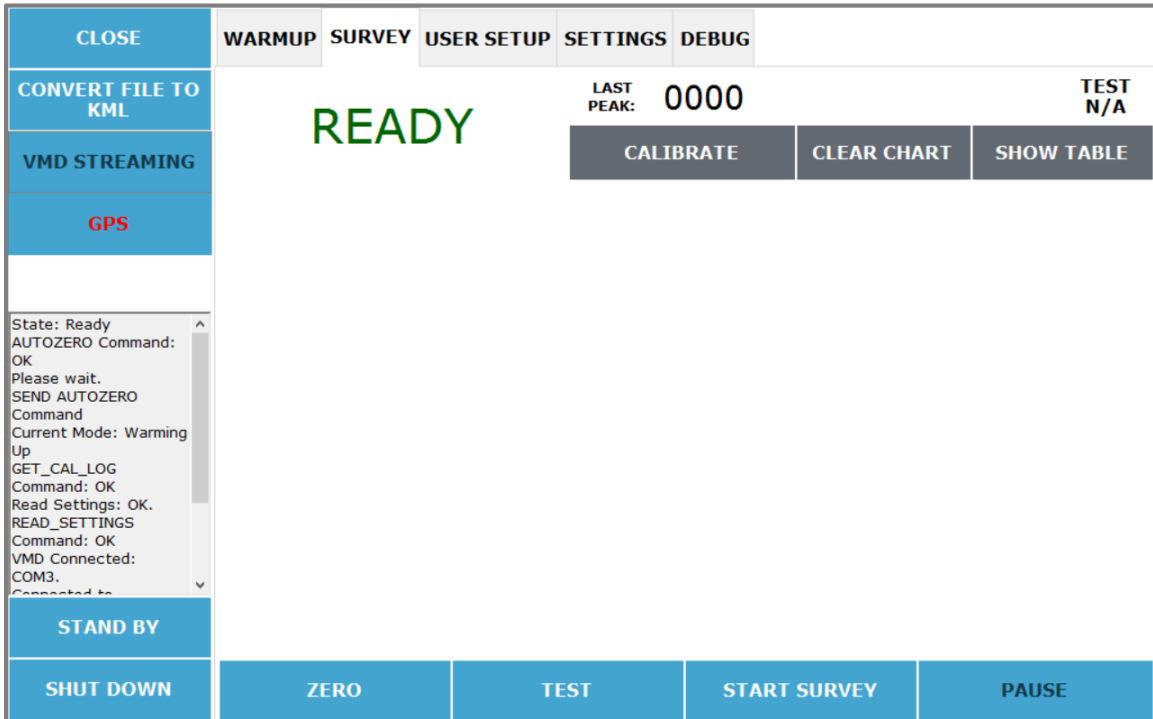 CLOSE
CONVERT FILE TO
KML
VMD STREAMING
GPS
State: Ready
AUTOZERO Command:
OK
Please wait.
SEND AUTOZERO
Command
Current Mode: Warming
Up
GET_CAL_LOG
Command: OK
Read Settings: OK.
READ_SETTINGS
Command: OK
VMD Connected:
COM3.
Connected to
STAND BY
SHUT DOWN
WARMUP SURVEY USER SETUP SETTINGS DEBUG
READY
LAST
PEAK: 0000
TEST
N/A
CALIBRATE CLEAR CHART SHOW TABLE
ZERO TEST START SURVEY PAUSE